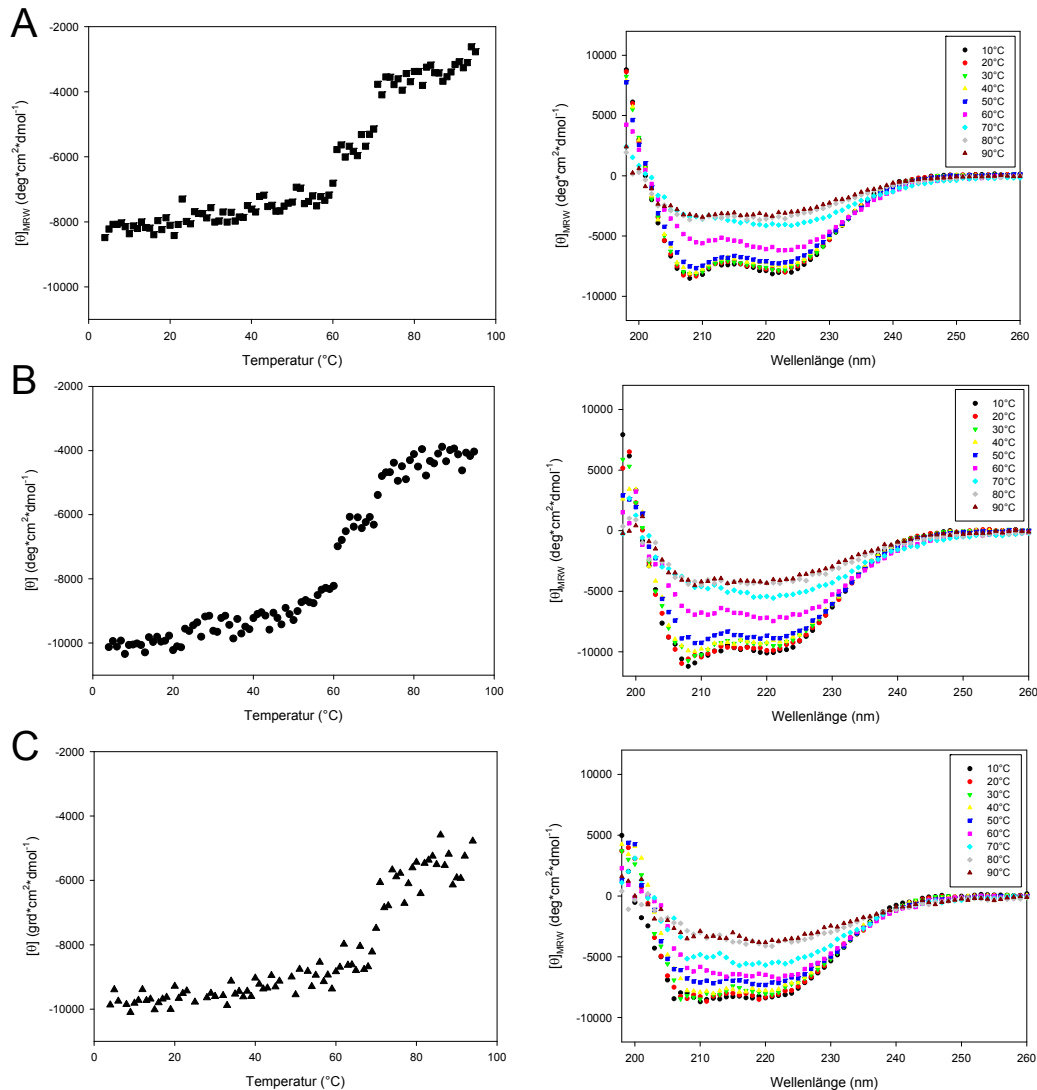 A
-2000
-4000
-6000
-8000
-10000
[θ]MRW (deg*cm²*dmol⁻¹)
0 20 40 60 80 100
Temperatur (°C)
10000
5000
0
-5000
-10000
[θ]MRW (deg*cm²*dmol⁻¹)
200 210 220 230 240 250 260
Wellenlänge (nm)
10°C
20°C
30°C
40°C
50°C
60°C
70°C
80°C
90°C
B
-2000
-4000
-6000
-8000
-10000
[θ] (deg*cm²*dmol⁻¹)
0 20 40 60 80 100
Temperatur (°C)
10000
5000
0
-5000
-10000
[θ]MRW (deg*cm²*dmol⁻¹)
200 210 220 230 240 250 260
Wellenlänge (nm)
10°C
20°C
30°C
40°C
50°C
60°C
70°C
80°C
90°C
C
-2000
-4000
-6000
-8000
-10000
[θ] (grd*cm²*dmol⁻¹)
0 20 40 60 80 100
Temperatur (°C)
10000
5000
0
-5000
-10000
[θ]MRW (deg*cm²*dmol⁻¹)
200 210 220 230 240 250 260
Wellenlänge (nm)
10°C
20°C
30°C
40°C
50°C
60°C
70°C
80°C
90°C